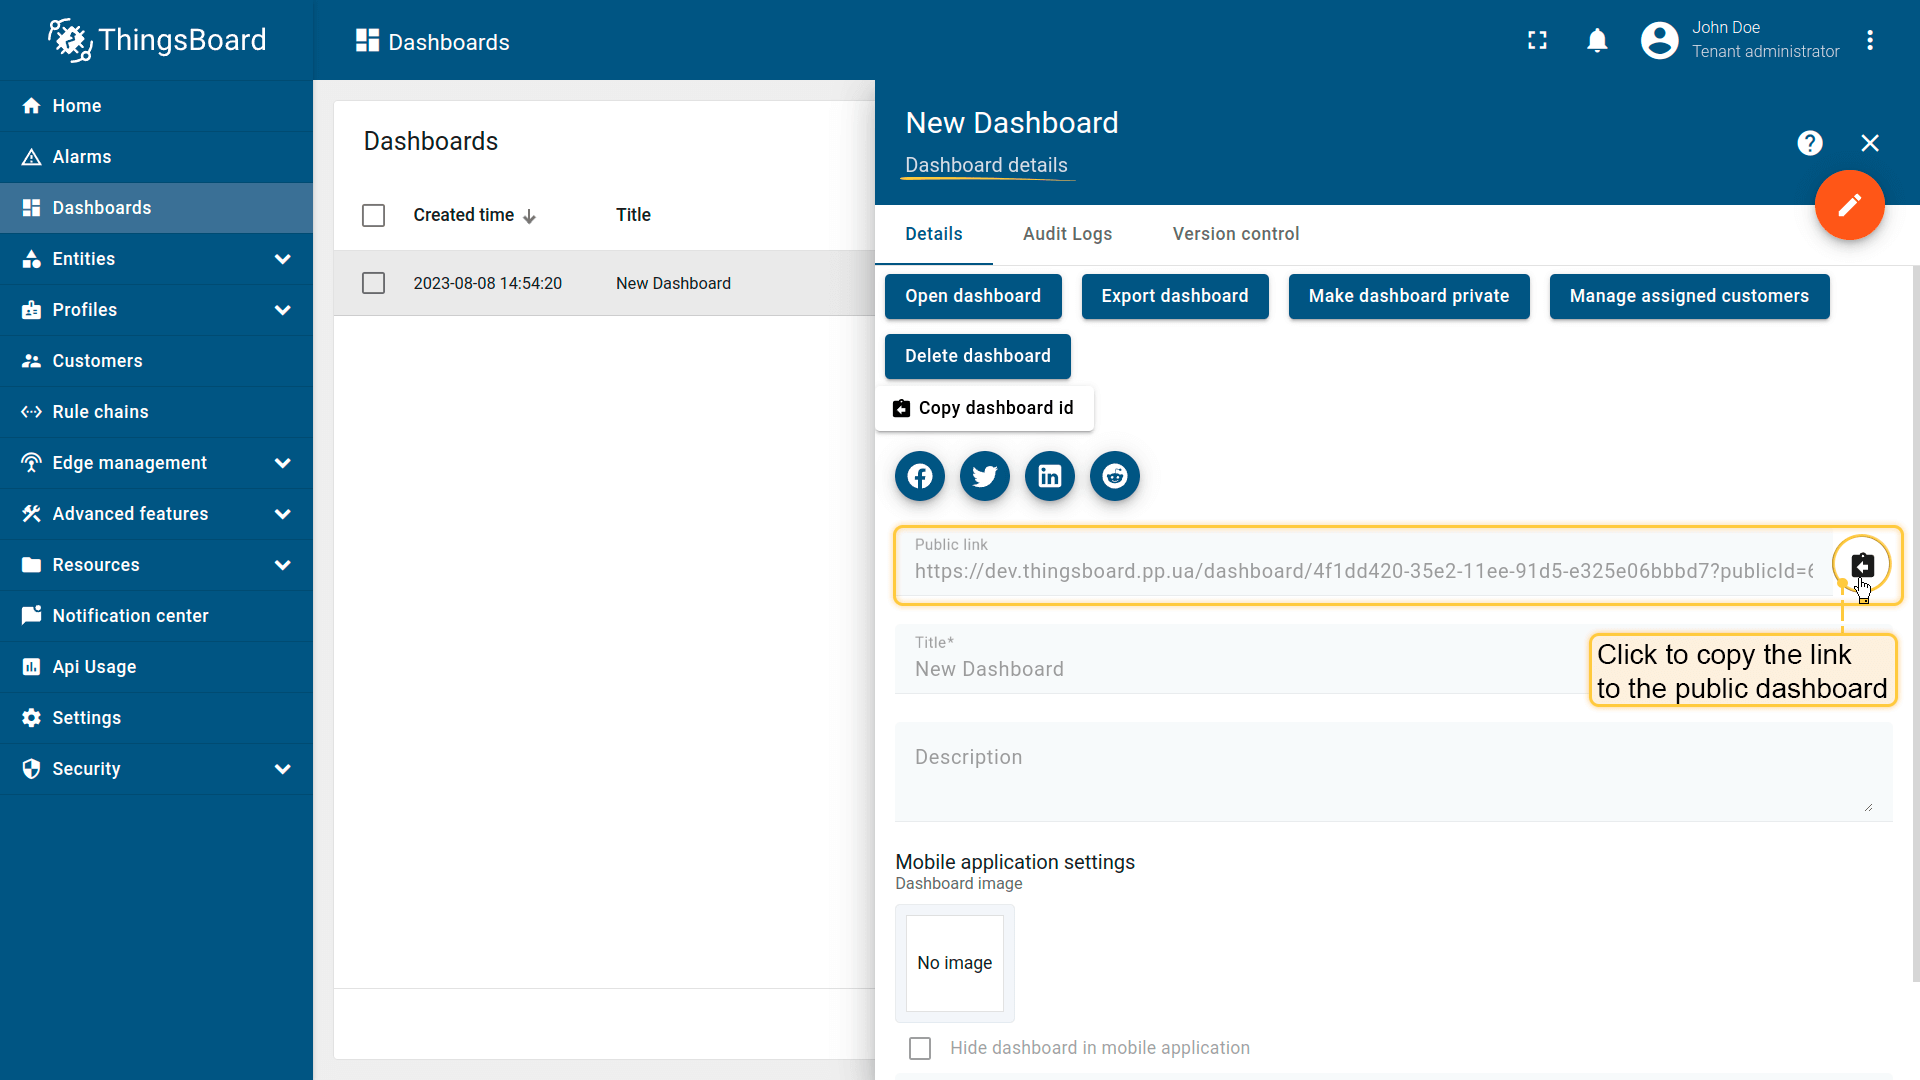 ThingsBoard
Dashboards
John Doe
Tenant administrator
Home
Alarms
Dashboards
Entities
Profiles
Customers
Rule chains
Edge management
Advanced features
Resources
Notification center
Api Usage
Settings
Security
Dashboards
Created time
Title
2023-08-08 14:54:20
New Dashboard
New Dashboard
Dashboard details
Details
Audit Logs
Version control
Open dashboard
Export dashboard
Make dashboard private
Manage assigned customers
Delete dashboard
Copy dashboard id
Public link
https://dev.thingsboard.pp.ua/dashboard/4f1dd420-35e2-11ee-91d5-e325e06bbbd7?publicId=6
Title*
New Dashboard
Click to copy the link
to the public dashboard
Description
Mobile application settings
Dashboard image
No image
Hide dashboard in mobile application